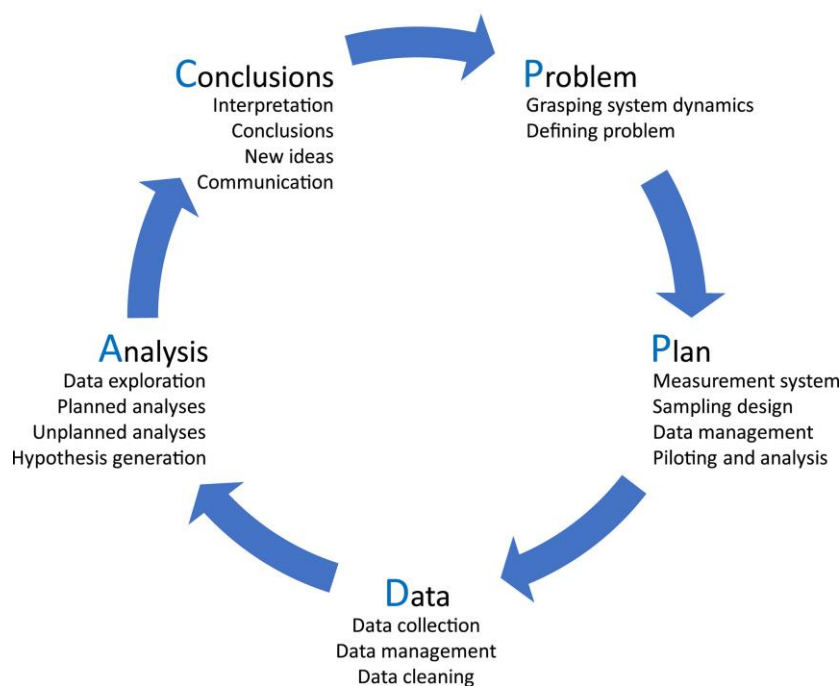 Conclusions
Interpretation
Conclusions
New ideas
Communication
Problem
Grasping system dynamics
Defining problem
Plan
Measurement system
Sampling design
Data management
Piloting and analysis
Data
Data collection
Data management
Data cleaning
Analysis
Data exploration
Planned analyses
Unplanned analyses
Hypothesis generation